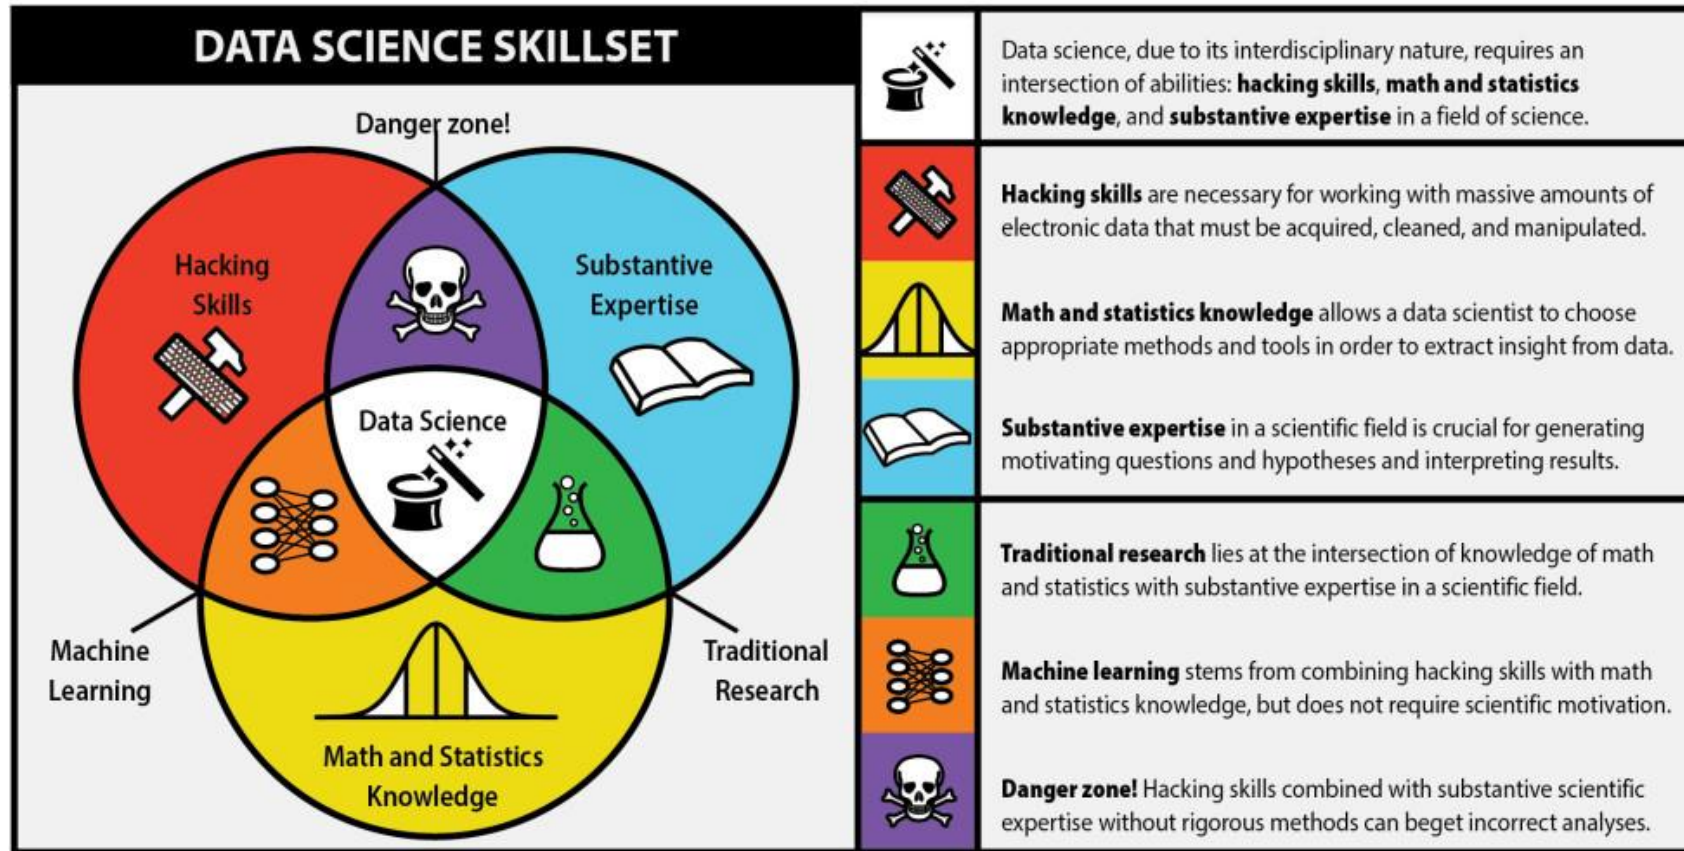 DATA SCIENCE SKILLSET
Danger zone!
Hacking
Skills
Substantive
Expertise
Data Science
Machine
Learning
Traditional
Research
Math and Statistics
Knowledge
Data science, due to its interdisciplinary nature, requires an
intersection of abilities: hacking skills, math and statistics
knowledge, and substantive expertise in a field of science.
Hacking skills are necessary for working with massive amounts of
electronic data that must be acquired, cleaned, and manipulated.
Math and statistics knowledge allows a data scientist to choose
appropriate methods and tools in order to extract insight from data.
Substantive expertise in a scientific field is crucial for generating
motivating questions and hypotheses and interpreting results.
Traditional research lies at the intersection of knowledge of math
and statistics with substantive expertise in a scientific field.
Machine learning stems from combining hacking skills with math
and statistics knowledge, but does not require scientific motivation.
Danger zone! Hacking skills combined with substantive scientific
expertise without rigorous methods can beget incorrect analyses.